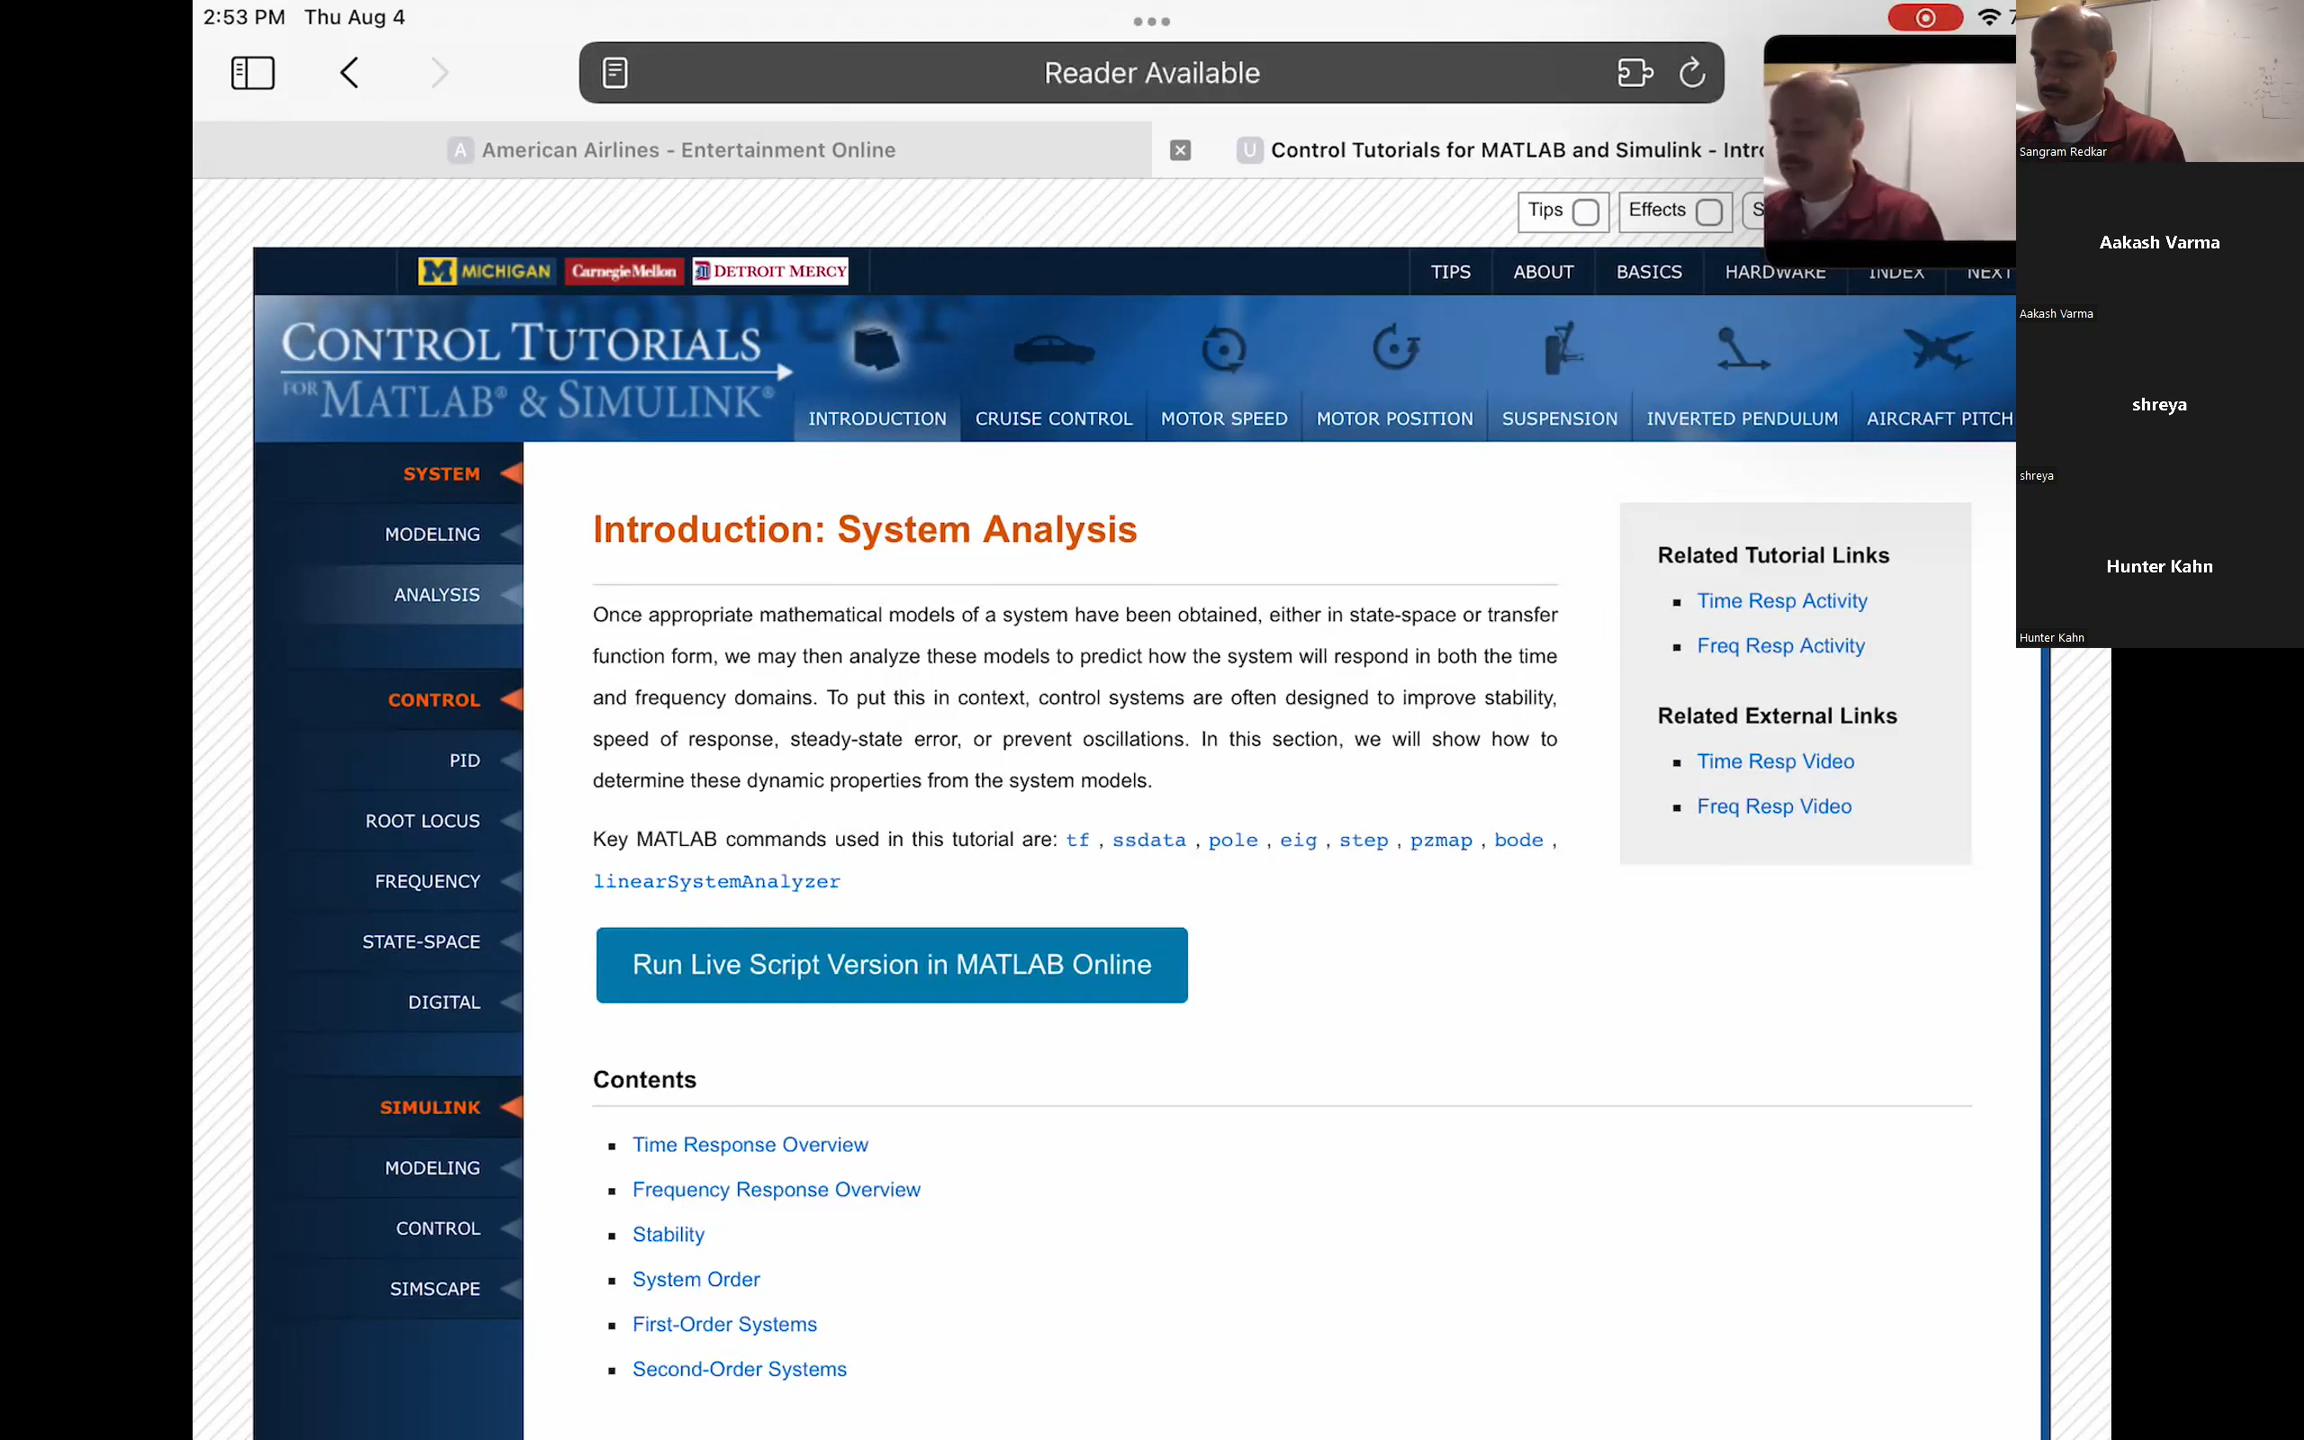 2:53 PM Thu Aug 4
Reader Available
A American Airlines - Entertainment Online
U Control Tutorials for MATLAB and Simulink - Intro
Tips
Effects
S
M MICHIGAN
Carnegie Mellon
DETROIT MERCY
TIPS
ABOUT
BASICS
HARDWARE
INDEX
NEXT
CONTROL TUTORIALS
FOR MATLAB® & SIMULINK®
INTRODUCTION
CRUISE CONTROL
MOTOR SPEED
MOTOR POSITION
SUSPENSION
INVERTED PENDULUM
AIRCRAFT PITCH
SYSTEM
MODELING
ANALYSIS
CONTROL
PID
ROOT LOCUS
FREQUENCY
STATE-SPACE
DIGITAL
SIMULINK
MODELING
CONTROL
SIMSCAPE
Introduction: System Analysis
Once appropriate mathematical models of a system have been obtained, either in state-space or transfer
function form, we may then analyze these models to predict how the system will respond in both the time
and frequency domains. To put this in context, control systems are often designed to improve stability,
speed of response, steady-state error, or prevent oscillations. In this section, we will show how to
determine these dynamic properties from the system models.
Key MATLAB commands used in this tutorial are: tf , ssdata , pole , eig , step , pzmap , bode ,
linearSystemAnalyzer
Run Live Script Version in MATLAB Online
Contents
Time Response Overview
Frequency Response Overview
Stability
System Order
First-Order Systems
Second-Order Systems
Related Tutorial Links
Time Resp Activity
Freq Resp Activity
Related External Links
Time Resp Video
Freq Resp Video
Sangram Redkar
Aakash Varma
Aakash Varma
shreya
shreya
Hunter Kahn
Hunter Kahn